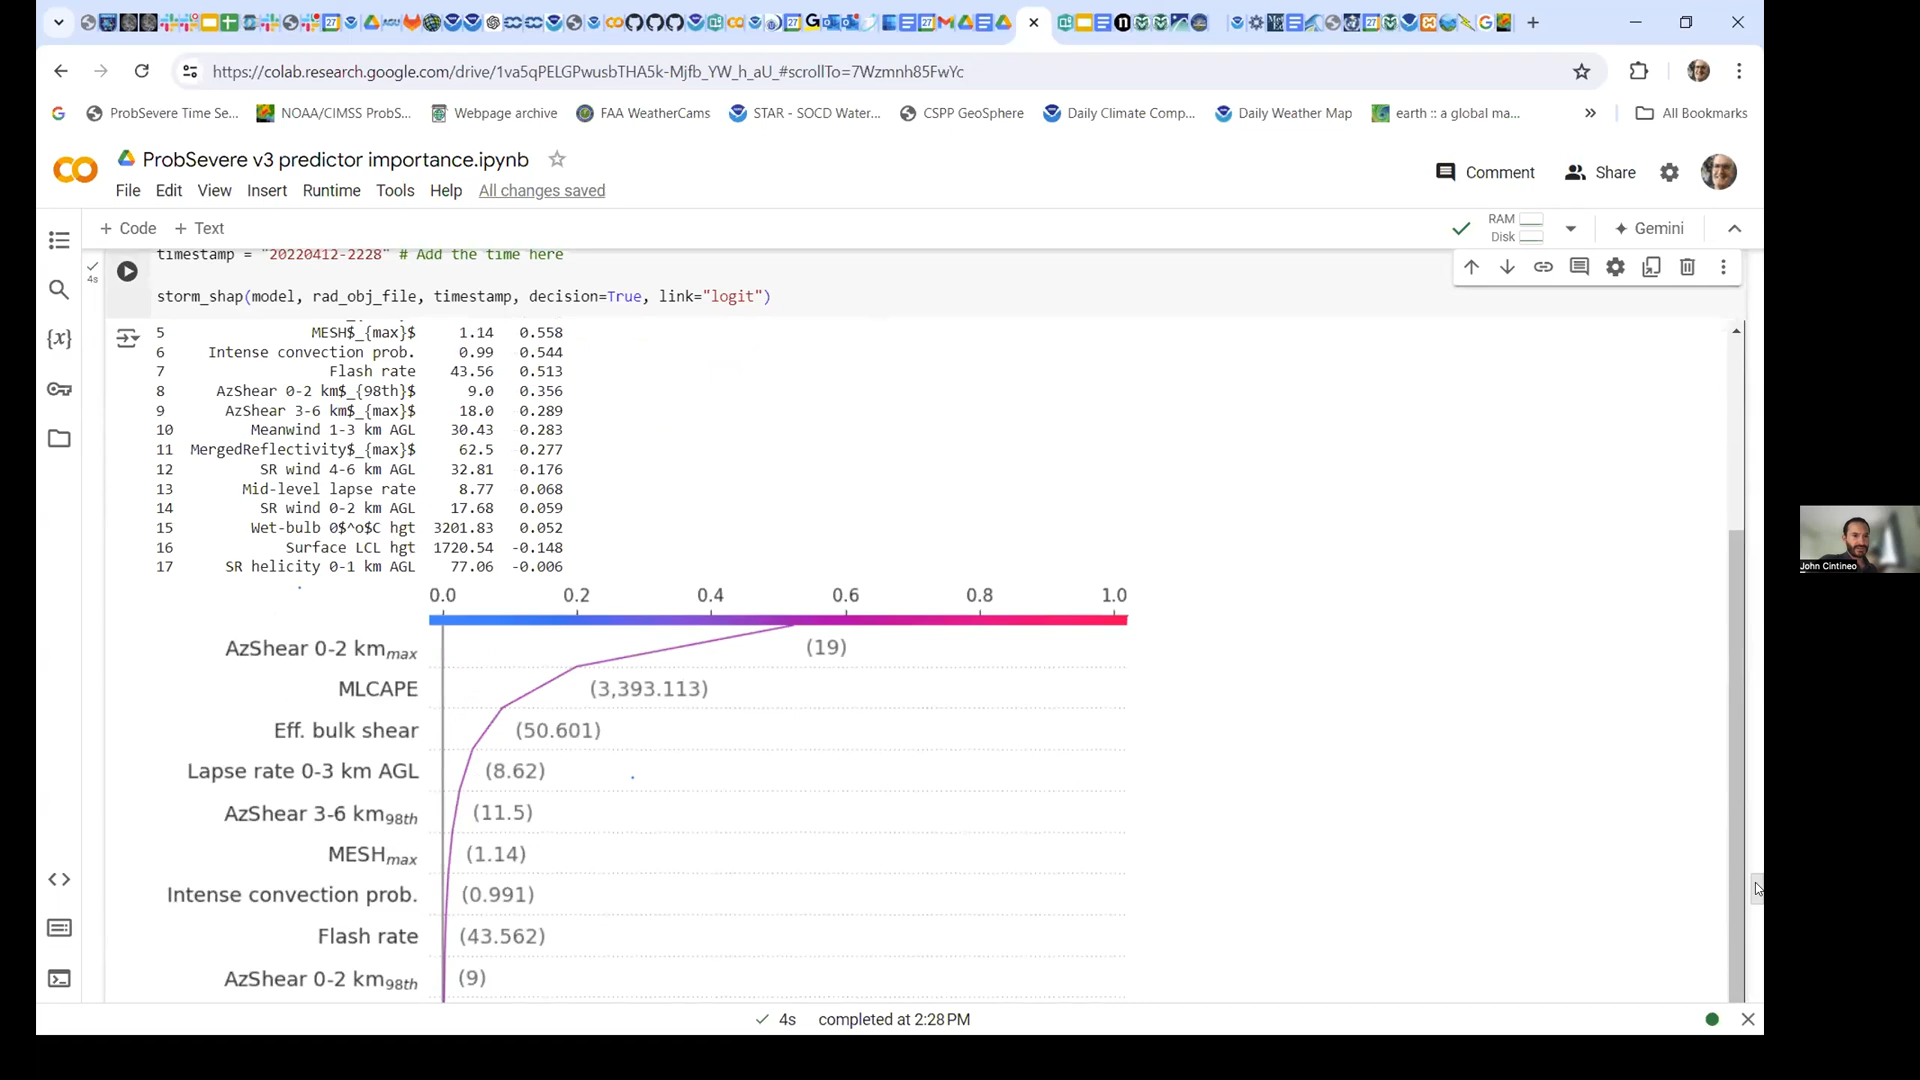 https://colab.research.google.com/drive/1va5qPELGPwusbTHA5k-Mjfb_YW_h_aU_#scrollTo=7Wzmnh85FwYc
ProbSevere Time Se...
NOAA/CIMSS ProbS...
Webpage archive
FAA WeatherCams
STAR - SOCD Water...
CSPP GeoSphere
Daily Climate Comp...
Daily Weather Map
earth :: a global ma...
All Bookmarks
ProbSevere v3 predictor importance.ipynb
Comment
Share
File Edit View Insert Runtime Tools Help All changes saved
+ Code + Text
RAM
Disk
Gemini
4s
timestamp = "20220412-2228" # Add the time here
storm_shap(model, rad_obj_file, timestamp, decision=True, link="logit")
5 MESH$_{max}$ 1.14 0.558
6 Intense convection prob. 0.99 0.544
7 Flash rate 43.56 0.513
8 AzShear 0-2 km$_{98th}$ 9.0 0.356
9 AzShear 3-6 km$_{max}$ 18.0 0.289
10 Meanwind 1-3 km AGL 30.43 0.283
11 MergedReflectivity$_{max}$ 62.5 0.277
12 SR wind 4-6 km AGL 32.81 0.176
13 Mid-level lapse rate 8.77 0.068
14 SR wind 0-2 km AGL 17.68 0.059
15 Wet-bulb 0$^o$C hgt 3201.83 0.052
16 Surface LCL hgt 1720.54 -0.148
17 SR helicity 0-1 km AGL 77.06 -0.006
0.0 0.2 0.4 0.6 0.8 1.0
AzShear 0-2 km max (19)
MLCAPE (3,393.113)
Eff. bulk shear (50.601)
Lapse rate 0-3 km AGL (8.62)
AzShear 3-6 km 98th (11.5)
MESH max (1.14)
Intense convection prob. (0.991)
Flash rate (43.562)
AzShear 0-2 km 98th (9)
4s completed at 2:28 PM
John Cintineo